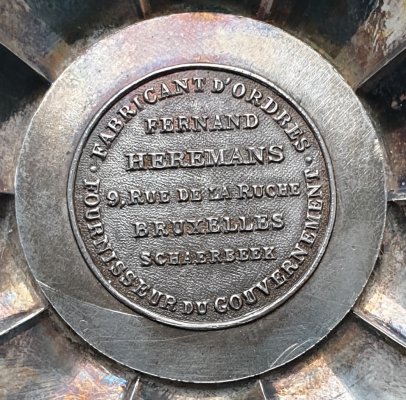 FABRICANT D'ORDRES
FERNAND
HEREMANS
9, RUE DE LA RUCHE
BRUXELLES
SCHAERBEEK
FOURNISSEUR DU GOUVERNEMENT